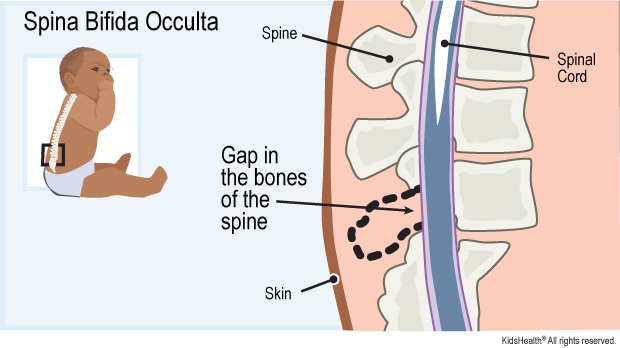 Spina Bifida Occulta
Spine
Spinal
Cord
Gap in
the bones
of the
spine
Skin
KidsHealth® All rights reserved.